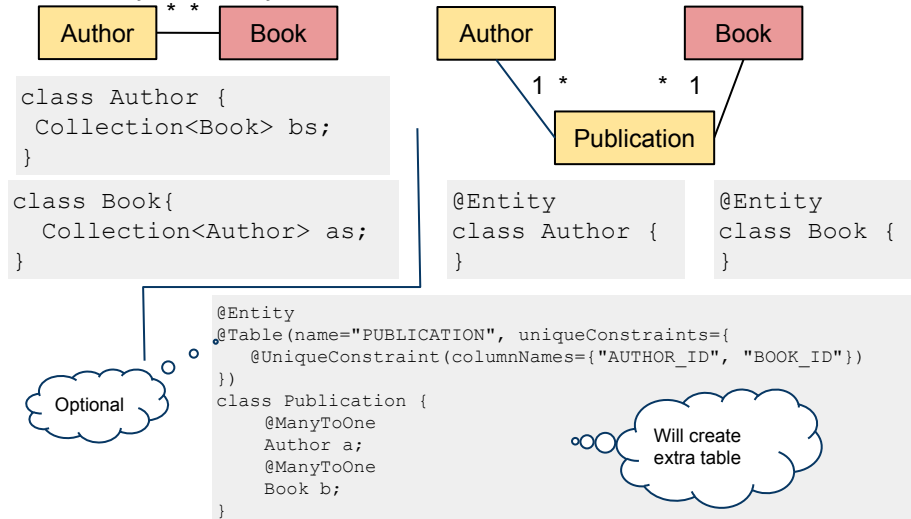 * *
Author
Book
class Author {
 Collection<Book> bs;
}
class Book{
  Collection<Author> as;
}
Author
Book
1 *
* 1
Publication
@Entity
class Author {
}
@Entity
class Book {
}
Optional
@Entity
@Table(name="PUBLICATION", uniqueConstraints={
   @UniqueConstraint(columnNames={"AUTHOR_ID", "BOOK_ID"})
})
class Publication {
    @ManyToOne
    Author a;
    @ManyToOne
    Book b;
}
Will create
extra table